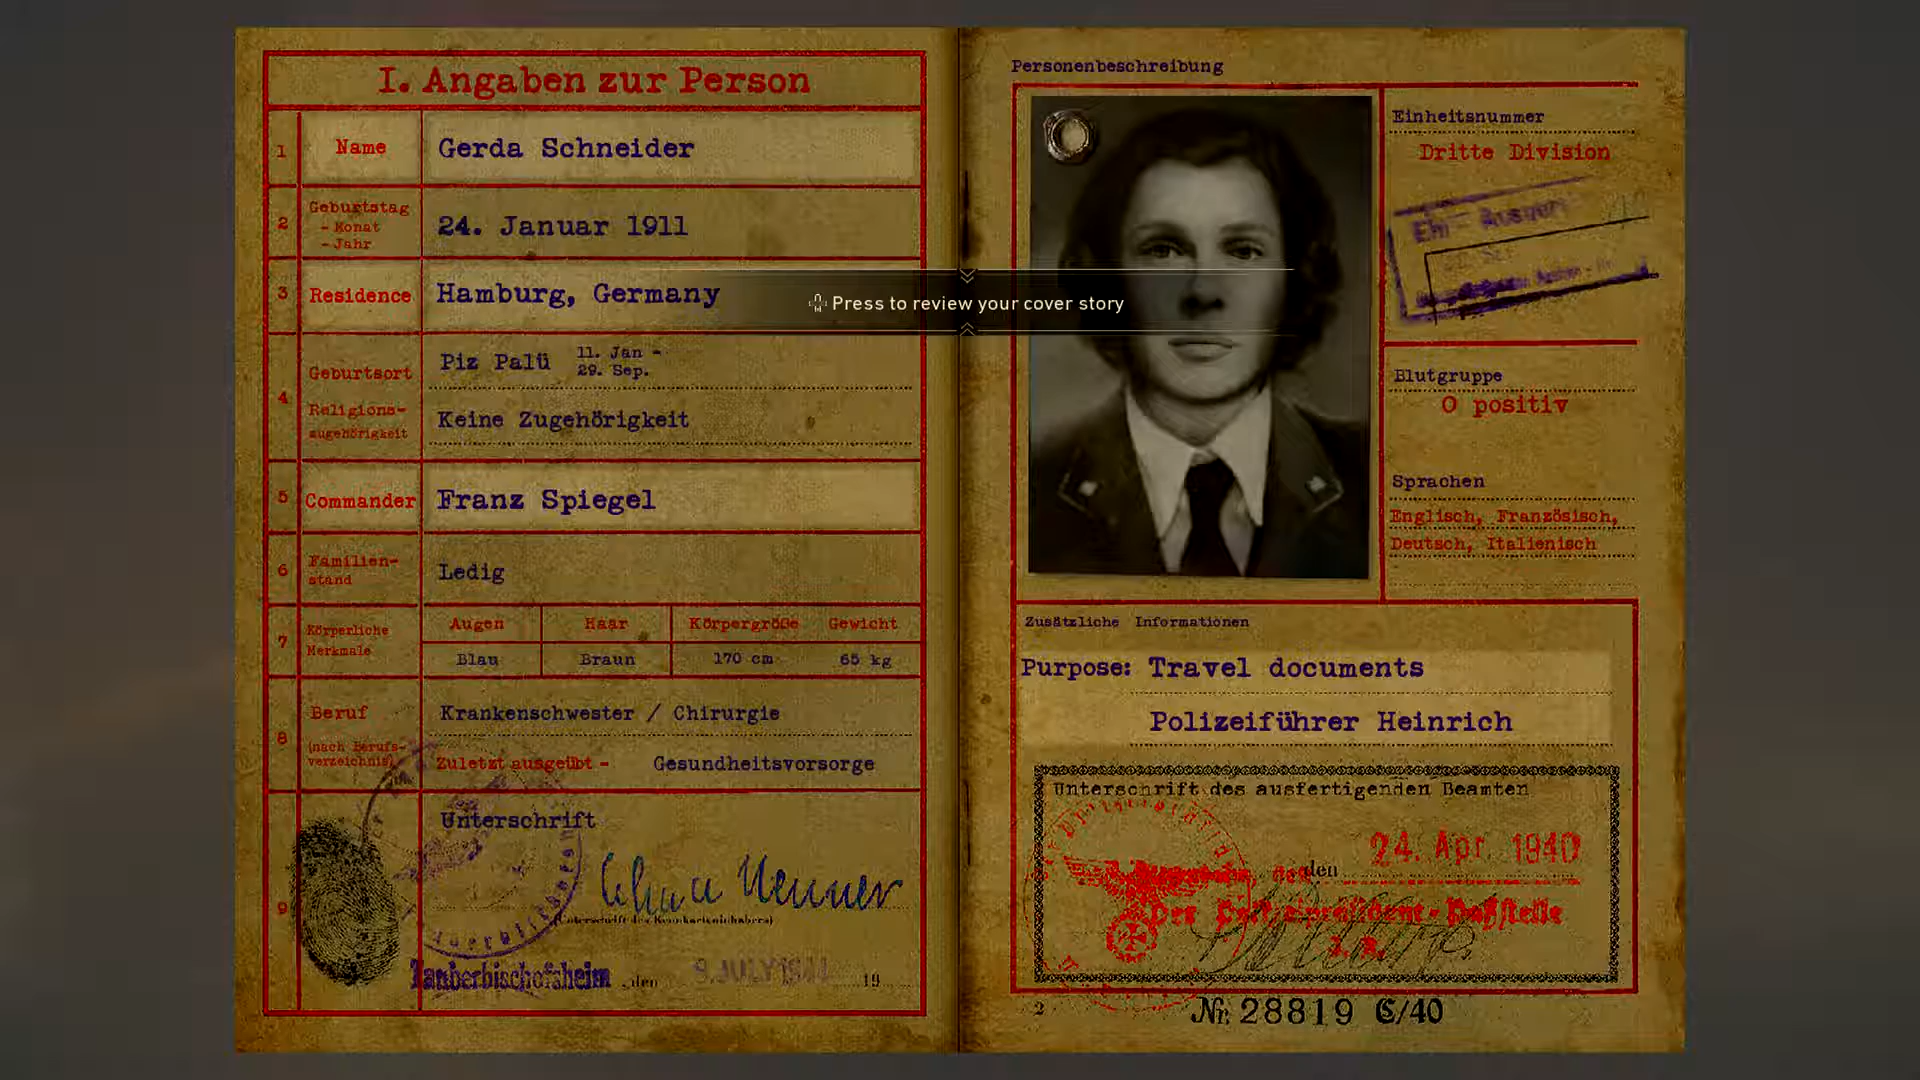 I. Angaben zur Person
1 Name Gerda Schneider
2 Geburtstag - Monat - Jahr 24. Januar 1911
3 Residence Hamburg, Germany
4 Geburtsort Piz Palü 11. Jan - 29. Sep.
Religions-zugehörigkeit Keine Zugehörigkeit
5 Commander Franz Spiegel
6 Familien-stand Ledig
7 Körperliche Merkmale
Augen Haar Körpergröße Gewicht
Blau Braun 170 cm 65 kg
8 Beruf Krankenschwester / Chirurgie
(nach Berufs-verzeichnis) Zuletzt ausgeübt - Gesundheitsvorsorge
9 Unterschrift
Tauberbischofsheim, den 19
Press to review your cover story
Personenbeschreibung
Einheitsnummer
Dritte Division
Blutgruppe
O positiv
Sprachen
Englisch, Französisch,
Deutsch, Italienisch
Zusätzliche Informationen
Purpose: Travel documents
Polizeiführer Heinrich
Unterschrift des ausfertigenden Beamten
den 24. Apr. 1940
Der Polizeipräsident - Paßstelle
2
Nr. 28819 C/40